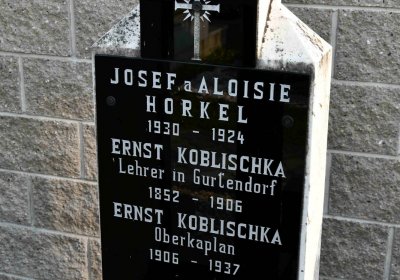 JOSEF a ALOISIE
HORKEL
1930 - 1924
ERNST KOBLISCHKA
Lehrer in Gurtendorf
1852 - 1906
ERNST KOBLISCHKA
Oberkaplan
1906 - 1937